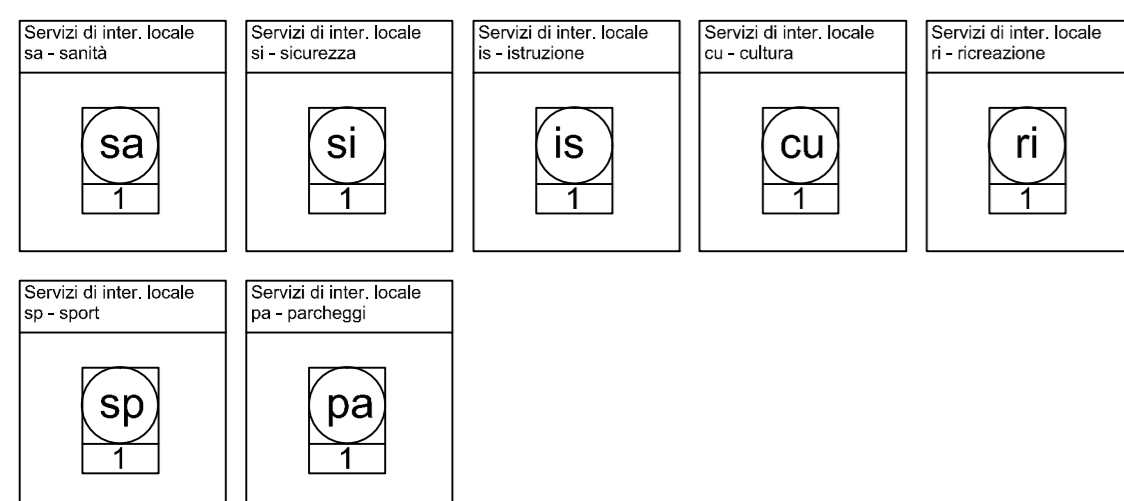 Servizi di inter. locale
sa - sanità
sa
1
Servizi di inter. locale
si - sicurezza
si
1
Servizi di inter. locale
is - istruzione
is
1
Servizi di inter. locale
cu - cultura
cu
1
Servizi di inter. locale
ri - ricreazione
ri
1
Servizi di inter. locale
sp - sport
sp
1
Servizi di inter. locale
pa - parcheggi
pa
1